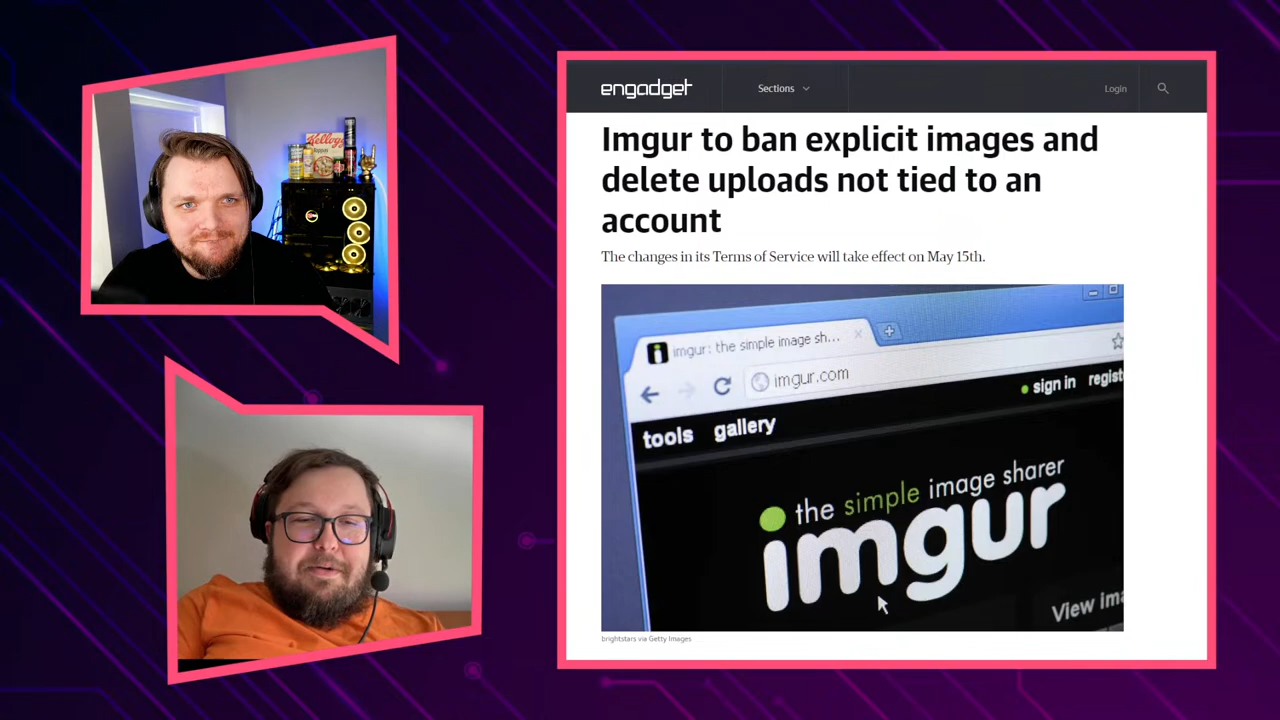 Kellogg's
engadget
Sections
Login
Imgur to ban explicit images and
delete uploads not tied to an
account
The changes in its Terms of Service will take effect on May 15th.
imgur: the simple image sh...
imgur.com
sign in
tools
gallery
the simple image sharer
imgur
View
brightstars via Getty Images